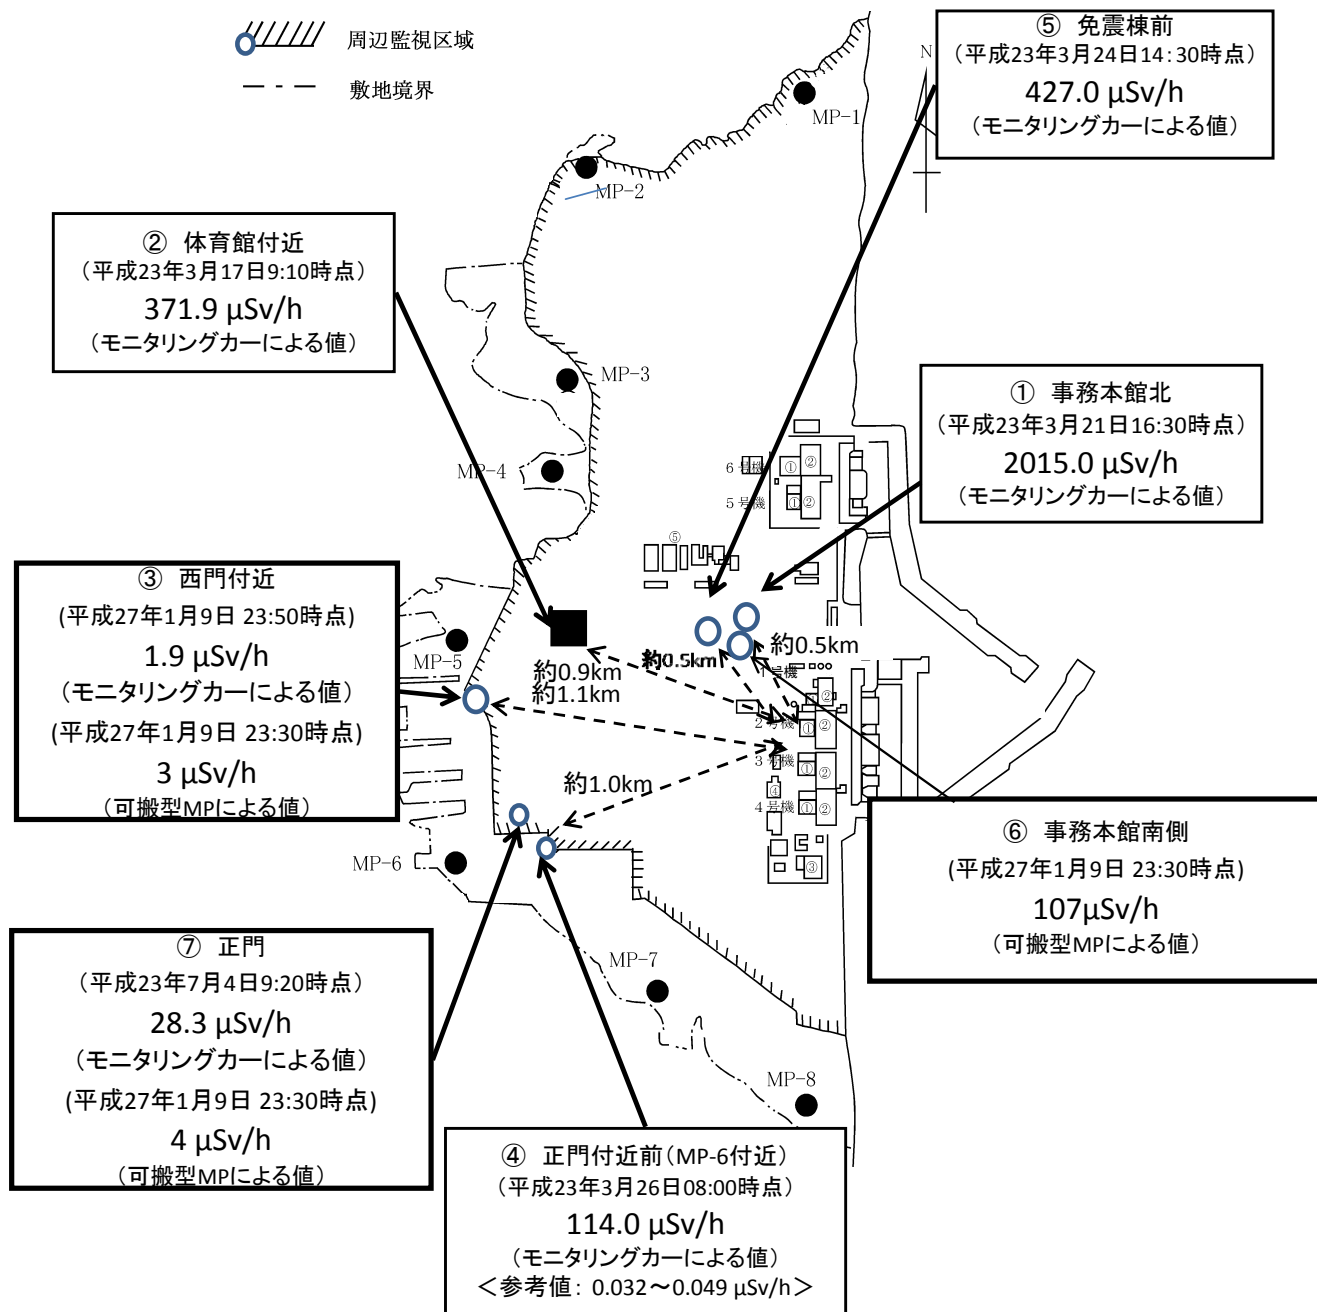 周辺監視区域
敷地境界
⑤ 免震棟前
（平成23年3月24日14：30時点）
427.0 μSv/h
（モニタリングカーによる値）
N
MP-1
MP-2
② 体育館付近
（平成23年3月17日9:10時点）
371.9 μSv/h
（モニタリングカーによる値）
MP-3
① 事務本館北
（平成23年3月21日16:30時点）
2015.0 μSv/h
（モニタリングカーによる値）
MP-4
6号機
① ②
5号機
① ②
⑤
③ 西門付近
(平成27年1月9日 23:50時点)
1.9 μSv/h
（モニタリングカーによる値）
(平成27年1月9日 23:30時点)
3 μSv/h
（可搬型MPによる値）
MP-5
約0.5km
約0.5km
約0.9km
約1.1km
1号機
②
2号機
① ②
3号機
① ②
約1.0km
④
4号機
① ②
③
MP-6
⑥ 事務本館南側
(平成27年1月9日 23:30時点)
107μSv/h
（可搬型MPによる値）
⑦ 正門
（平成23年7月4日9:20時点）
28.3 μSv/h
（モニタリングカーによる値）
(平成27年1月9日 23:30時点)
4 μSv/h
（可搬型MPによる値）
MP-7
MP-8
④ 正門付近前（MP-6付近）
（平成23年3月26日08:00時点）
114.0 μSv/h
（モニタリングカーによる値）
＜参考値： 0.032～0.049 μSv/h＞